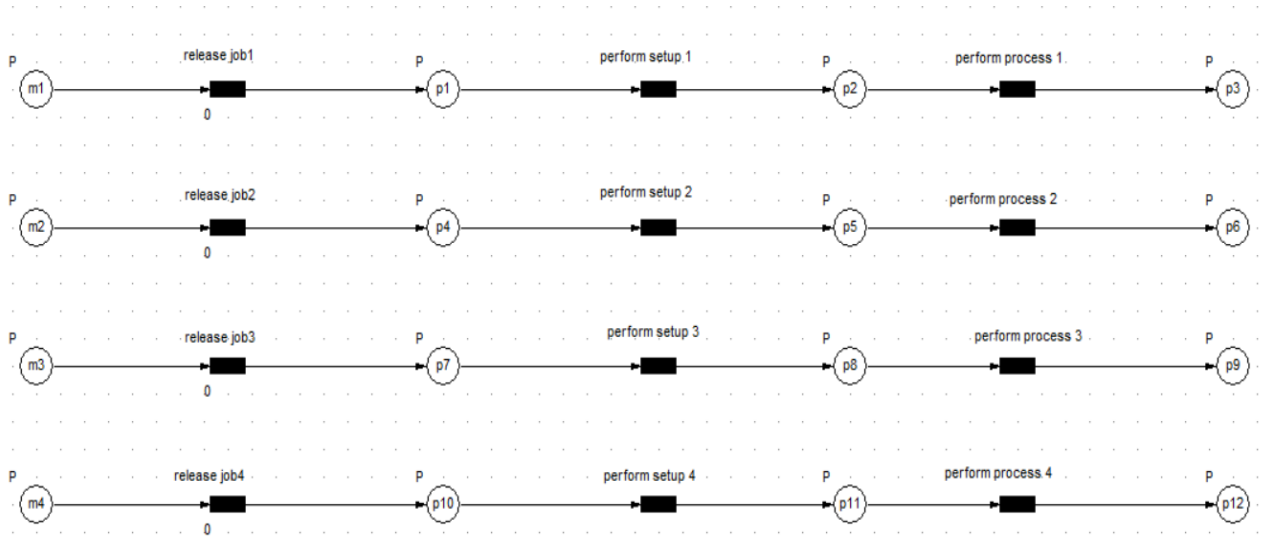 release job1 perform setup 1 perform process 1
P P P P
m1 p1 p2 p3
0
release job2 perform setup 2 perform process 2
P P P P
m2 p4 p5 p6
0
release job3 perform setup 3 perform process 3
P P P P
m3 p7 p8 p9
0
release job4 perform setup 4 perform process 4
P P P P
m4 p10 p11 p12
0